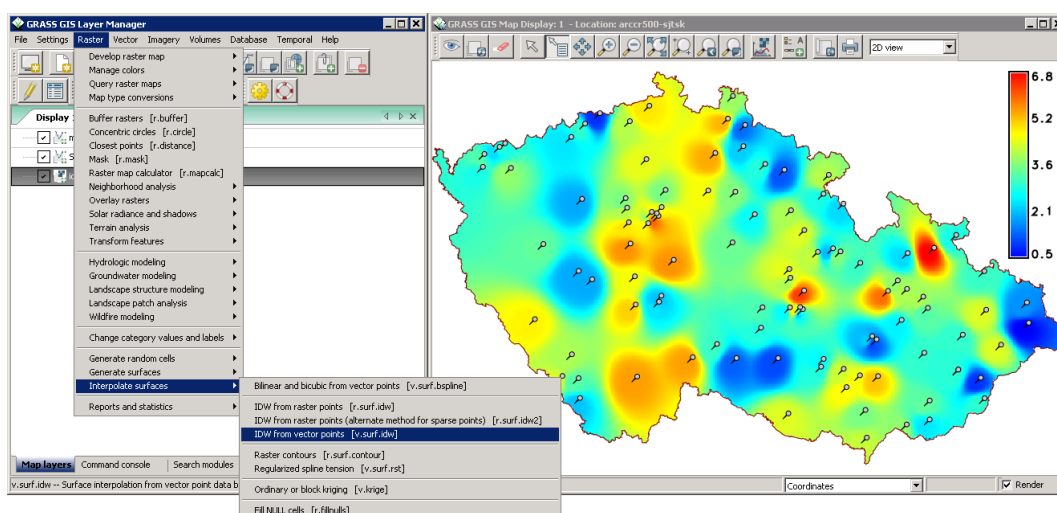 GRASS GIS Layer Manager
File Settings Raster Vector Imagery Volumes Database Temporal Help
Develop raster map
Manage colors
Query raster maps
Map type conversions
Buffer rasters [r.buffer]
Concentric circles [r.circle]
Closest points [r.distance]
Mask [r.mask]
Raster map calculator [r.mapcalc]
Neighborhood analysis
Overlay rasters
Solar radiance and shadows
Terrain analysis
Transform features
Hydrologic modeling
Groundwater modeling
Landscape structure modeling
Landscape patch analysis
Wildfire modeling
Change category values and labels
Generate random cells
Generate surfaces
Interpolate surfaces
Reports and statistics
Display
Bilinear and bicubic from vector points [v.surf.bspline]
IDW from raster points [r.surf.idw]
IDW from raster points (alternate method for sparse points) [r.surf.idw2]
IDW from vector points [v.surf.idw]
Raster contours [r.surf.contour]
Regularized spline tension [v.surf.rst]
Ordinary or block kriging [v.krige]
Fill NULL cells [r.fillnulls]
Map layers Command console Search modules
v.surf.idw -- Surface interpolation from vector point data b
GRASS GIS Map Display: 1 - Location: arccr500-sjtsk
2D view
6.8
5.2
3.6
2.1
0.5
Coordinates
Render